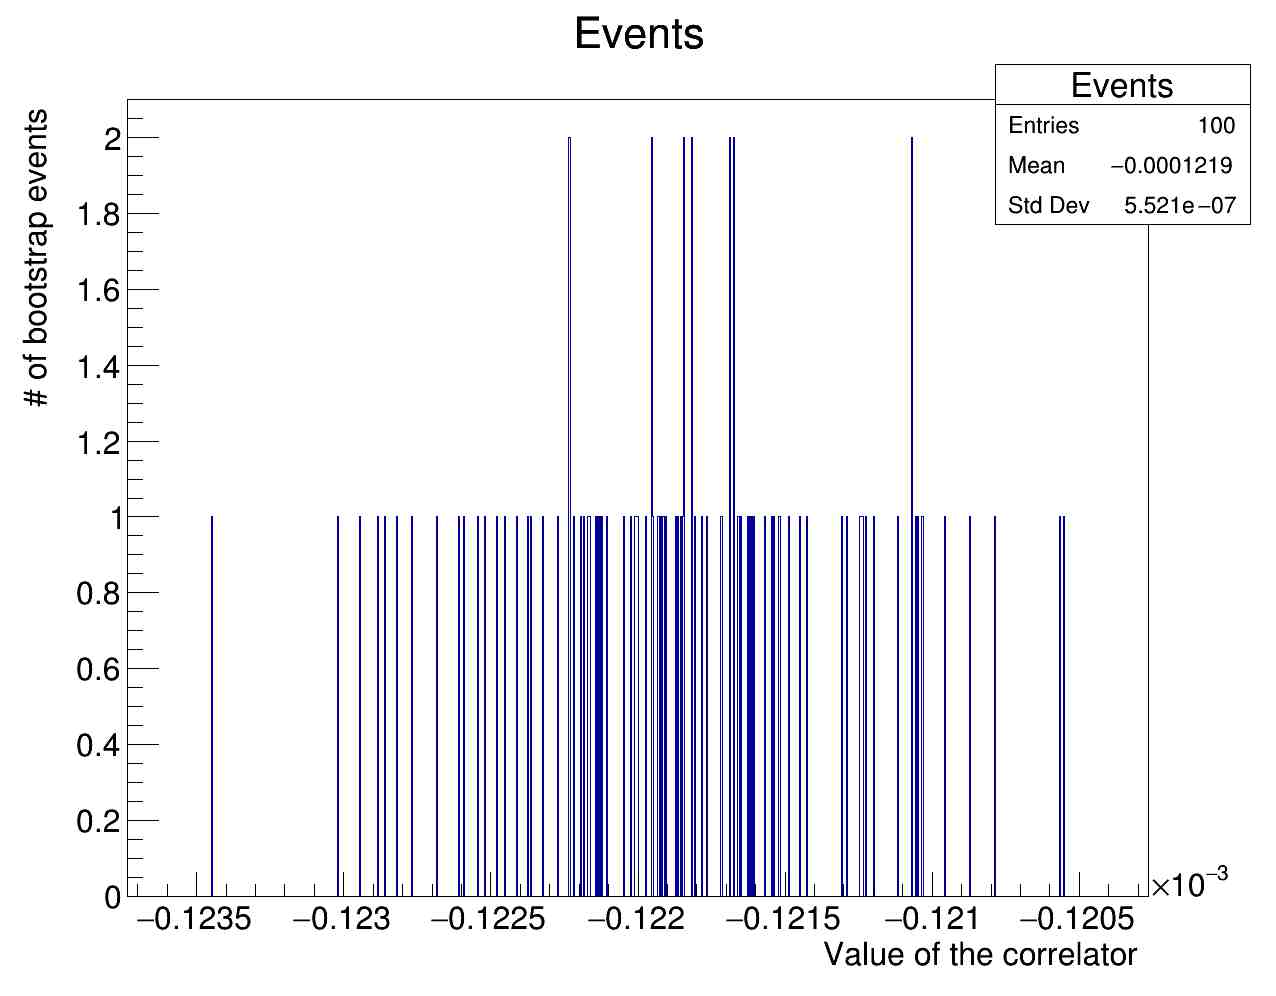 Events
Events
Entries 100
Mean −0.0001219
Std Dev 5.521e−07
# of bootstrap events
2
1.8
1.6
1.4
1.2
1
0.8
0.6
0.4
0.2
0
−0.1235 −0.123 −0.1225 −0.122 −0.1215 −0.121 −0.1205
×10−3
Value of the correlator